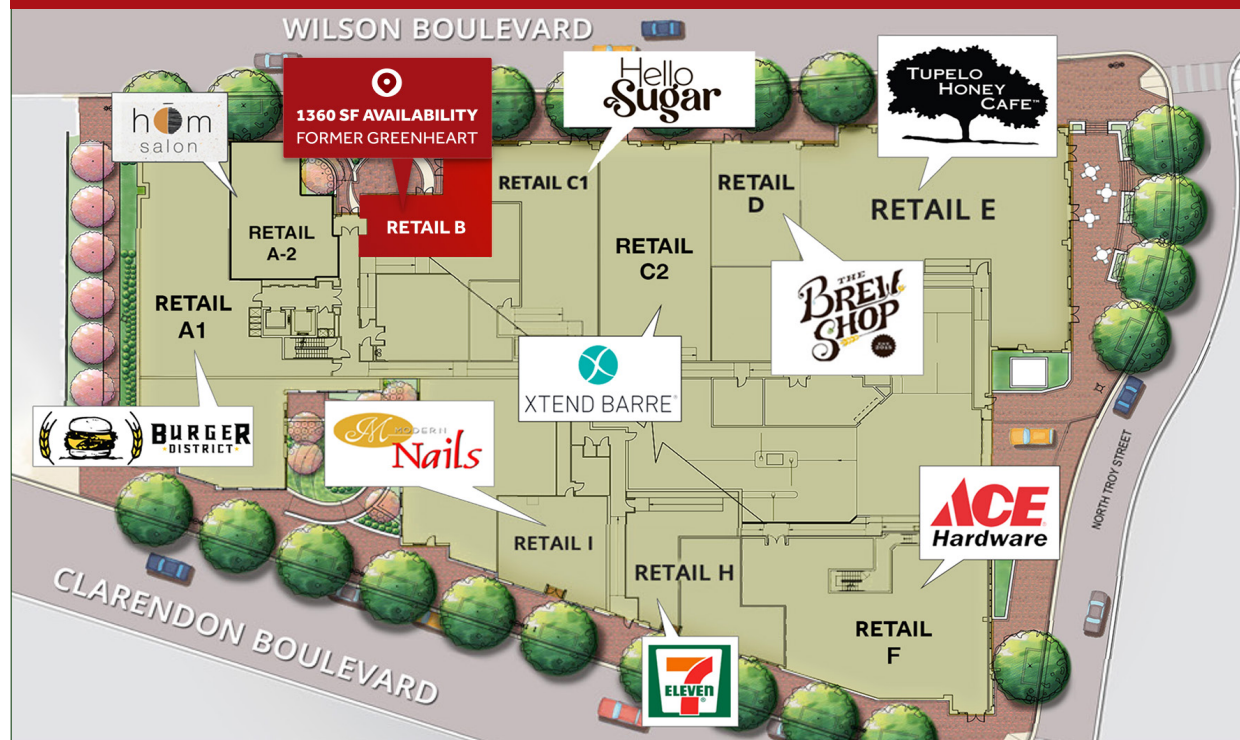 WILSON BOULEVARD
hōm
salon
1360 SF AVAILABILITY
FORMER GREENHEART
Hello
Sugar
TUPELO
HONEY
CAFE™
RETAIL C1
RETAIL
D
RETAIL E
RETAIL B
RETAIL
A-2
RETAIL
C2
RETAIL
A1
THE
BREW
SHOP
XTEND BARRE®
BURGER
DISTRICT
M MODERN
Nails
ACE
Hardware
NORTH TROY STREET
RETAIL I
RETAIL H
RETAIL
F
CLARENDON BOULEVARD
7
ELEVEN